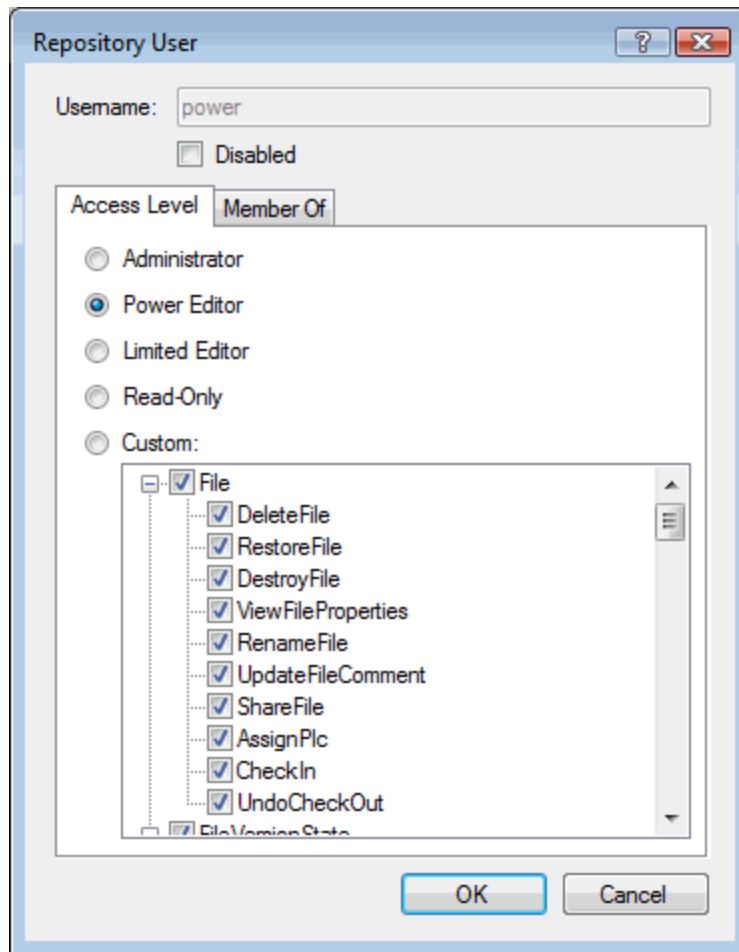 Repository User
Username: power
Disabled
Access Level Member Of
Administrator
Power Editor
Limited Editor
Read-Only
Custom:
File
DeleteFile
RestoreFile
DestroyFile
ViewFileProperties
RenameFile
UpdateFileComment
ShareFile
AssignPlc
CheckIn
UndoCheckOut
FileVersionState
OK Cancel